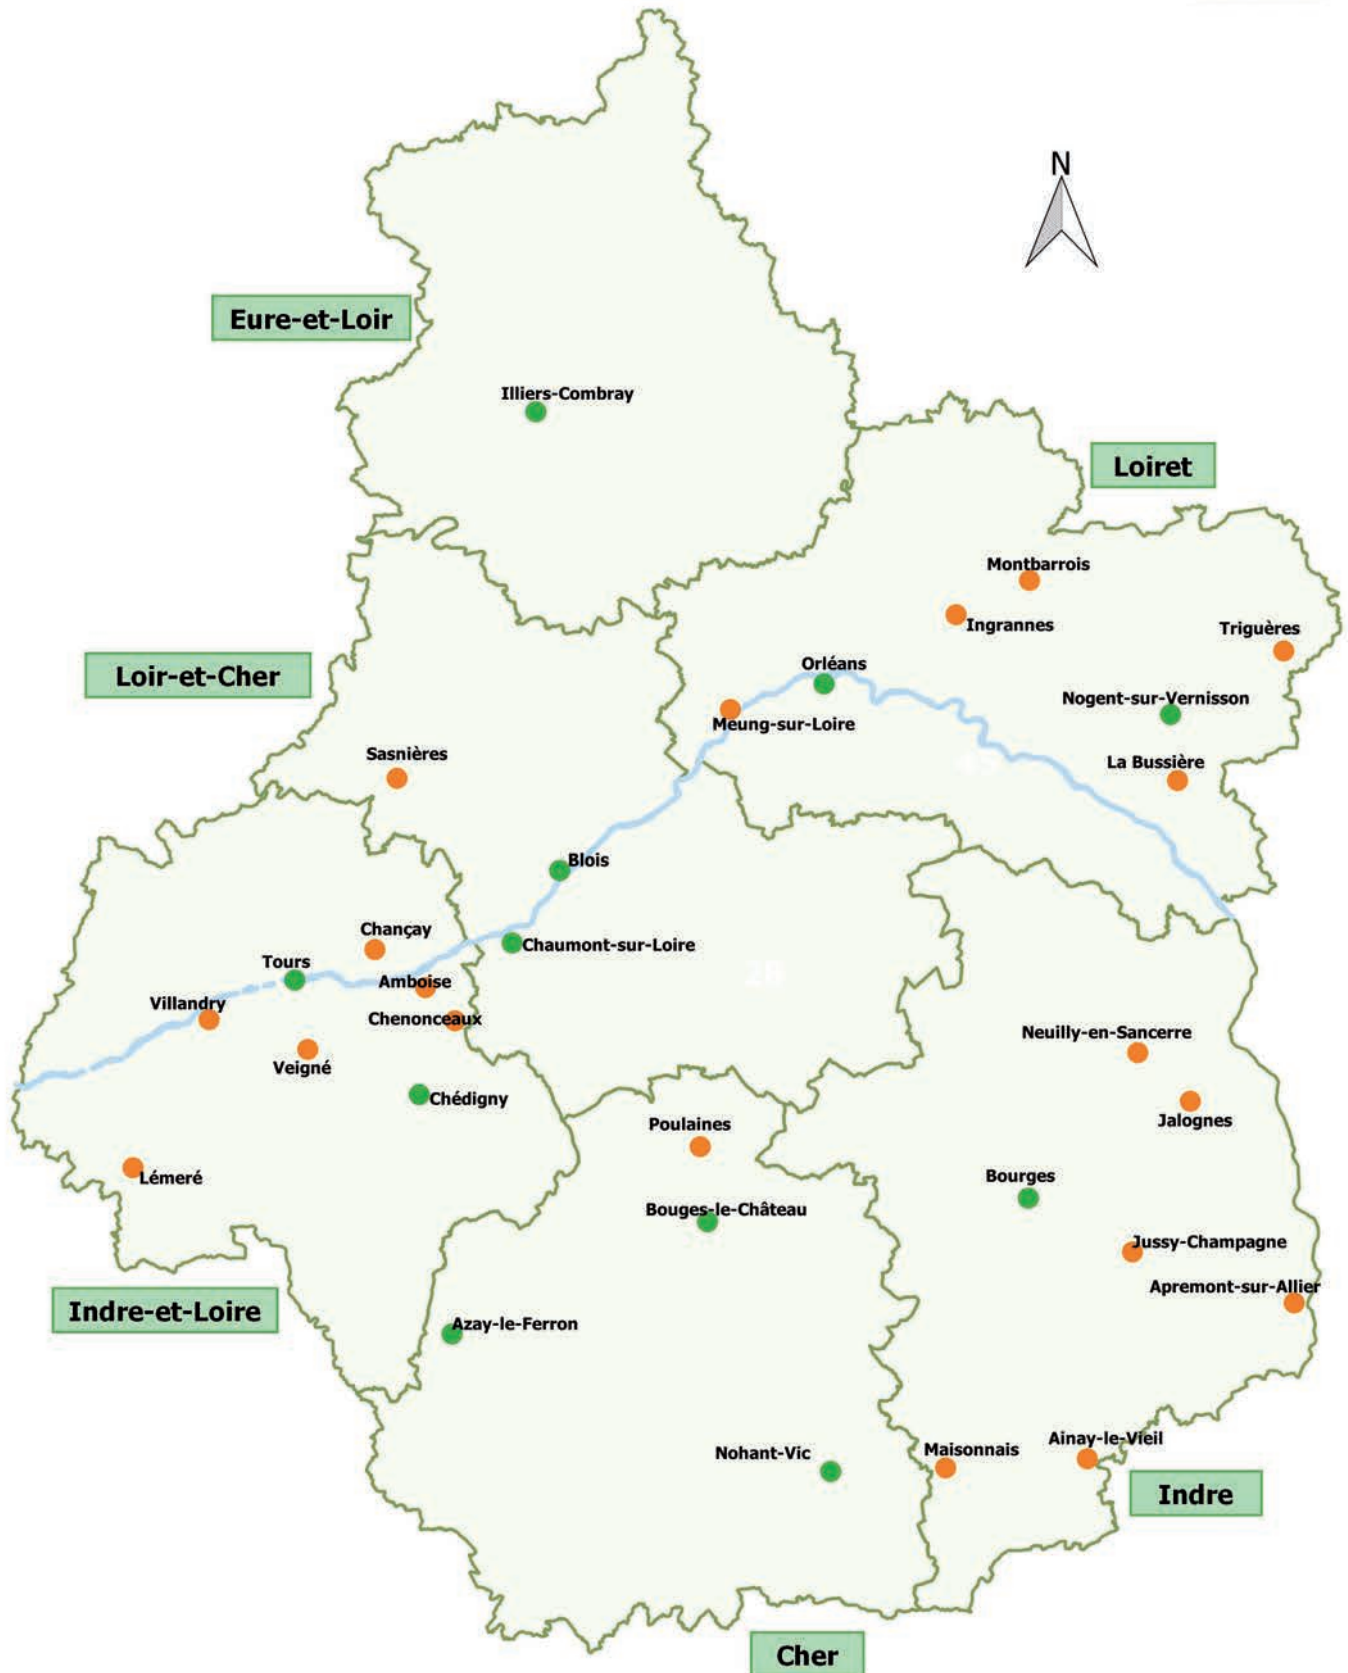 N
Eure-et-Loir
Illiers-Combray
Loiret
Montbarrois
Ingrannes
Triguères
Orléans
Loir-et-Cher
Nogent-sur-Vernisson
Meung-sur-Loire
Sasnières
La Bussière
45
Blois
Chançay
Chaumont-sur-Loire
Tours
28
Amboise
Villandry
Chenonceaux
Neuilly-en-Sancerre
Veigné
Chédigny
Poulaines
Jalognes
Lémeré
Bourges
Bouges-le-Château
Jussy-Champagne
Apremont-sur-Allier
Indre-et-Loire
Azay-le-Ferron
Ainay-le-Vieil
Maisonnais
Nohant-Vic
Indre
Cher